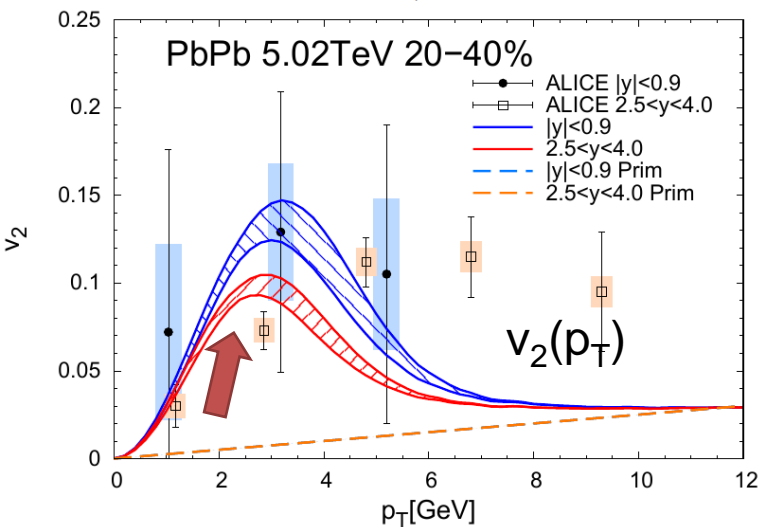 PbPb 5.02TeV 20−40%
ALICE |y|<0.9
ALICE 2.5<y<4.0
|y|<0.9
2.5<y<4.0
|y|<0.9 Prim
2.5<y<4.0 Prim
v2(pT)
v2
0.25
0.2
0.15
0.1
0.05
0
0 2 4 6 8 10 12
pT[GeV]